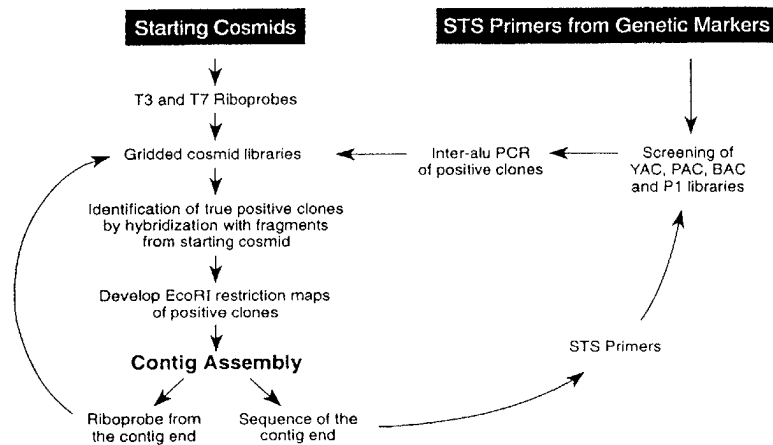 Starting Cosmids
STS Primers from Genetic Markers
T3 and T7 Riboprobes
Gridded cosmid libraries
Inter-alu PCR
of positive clones
Screening of
YAC, PAC, BAC
and P1 libraries
Identification of true positive clones
by hybridization with fragments
from starting cosmid
Develop EcoRI restriction maps
of positive clones
STS Primers
Contig Assembly
Riboprobe from
the contig end
Sequence of the
contig end